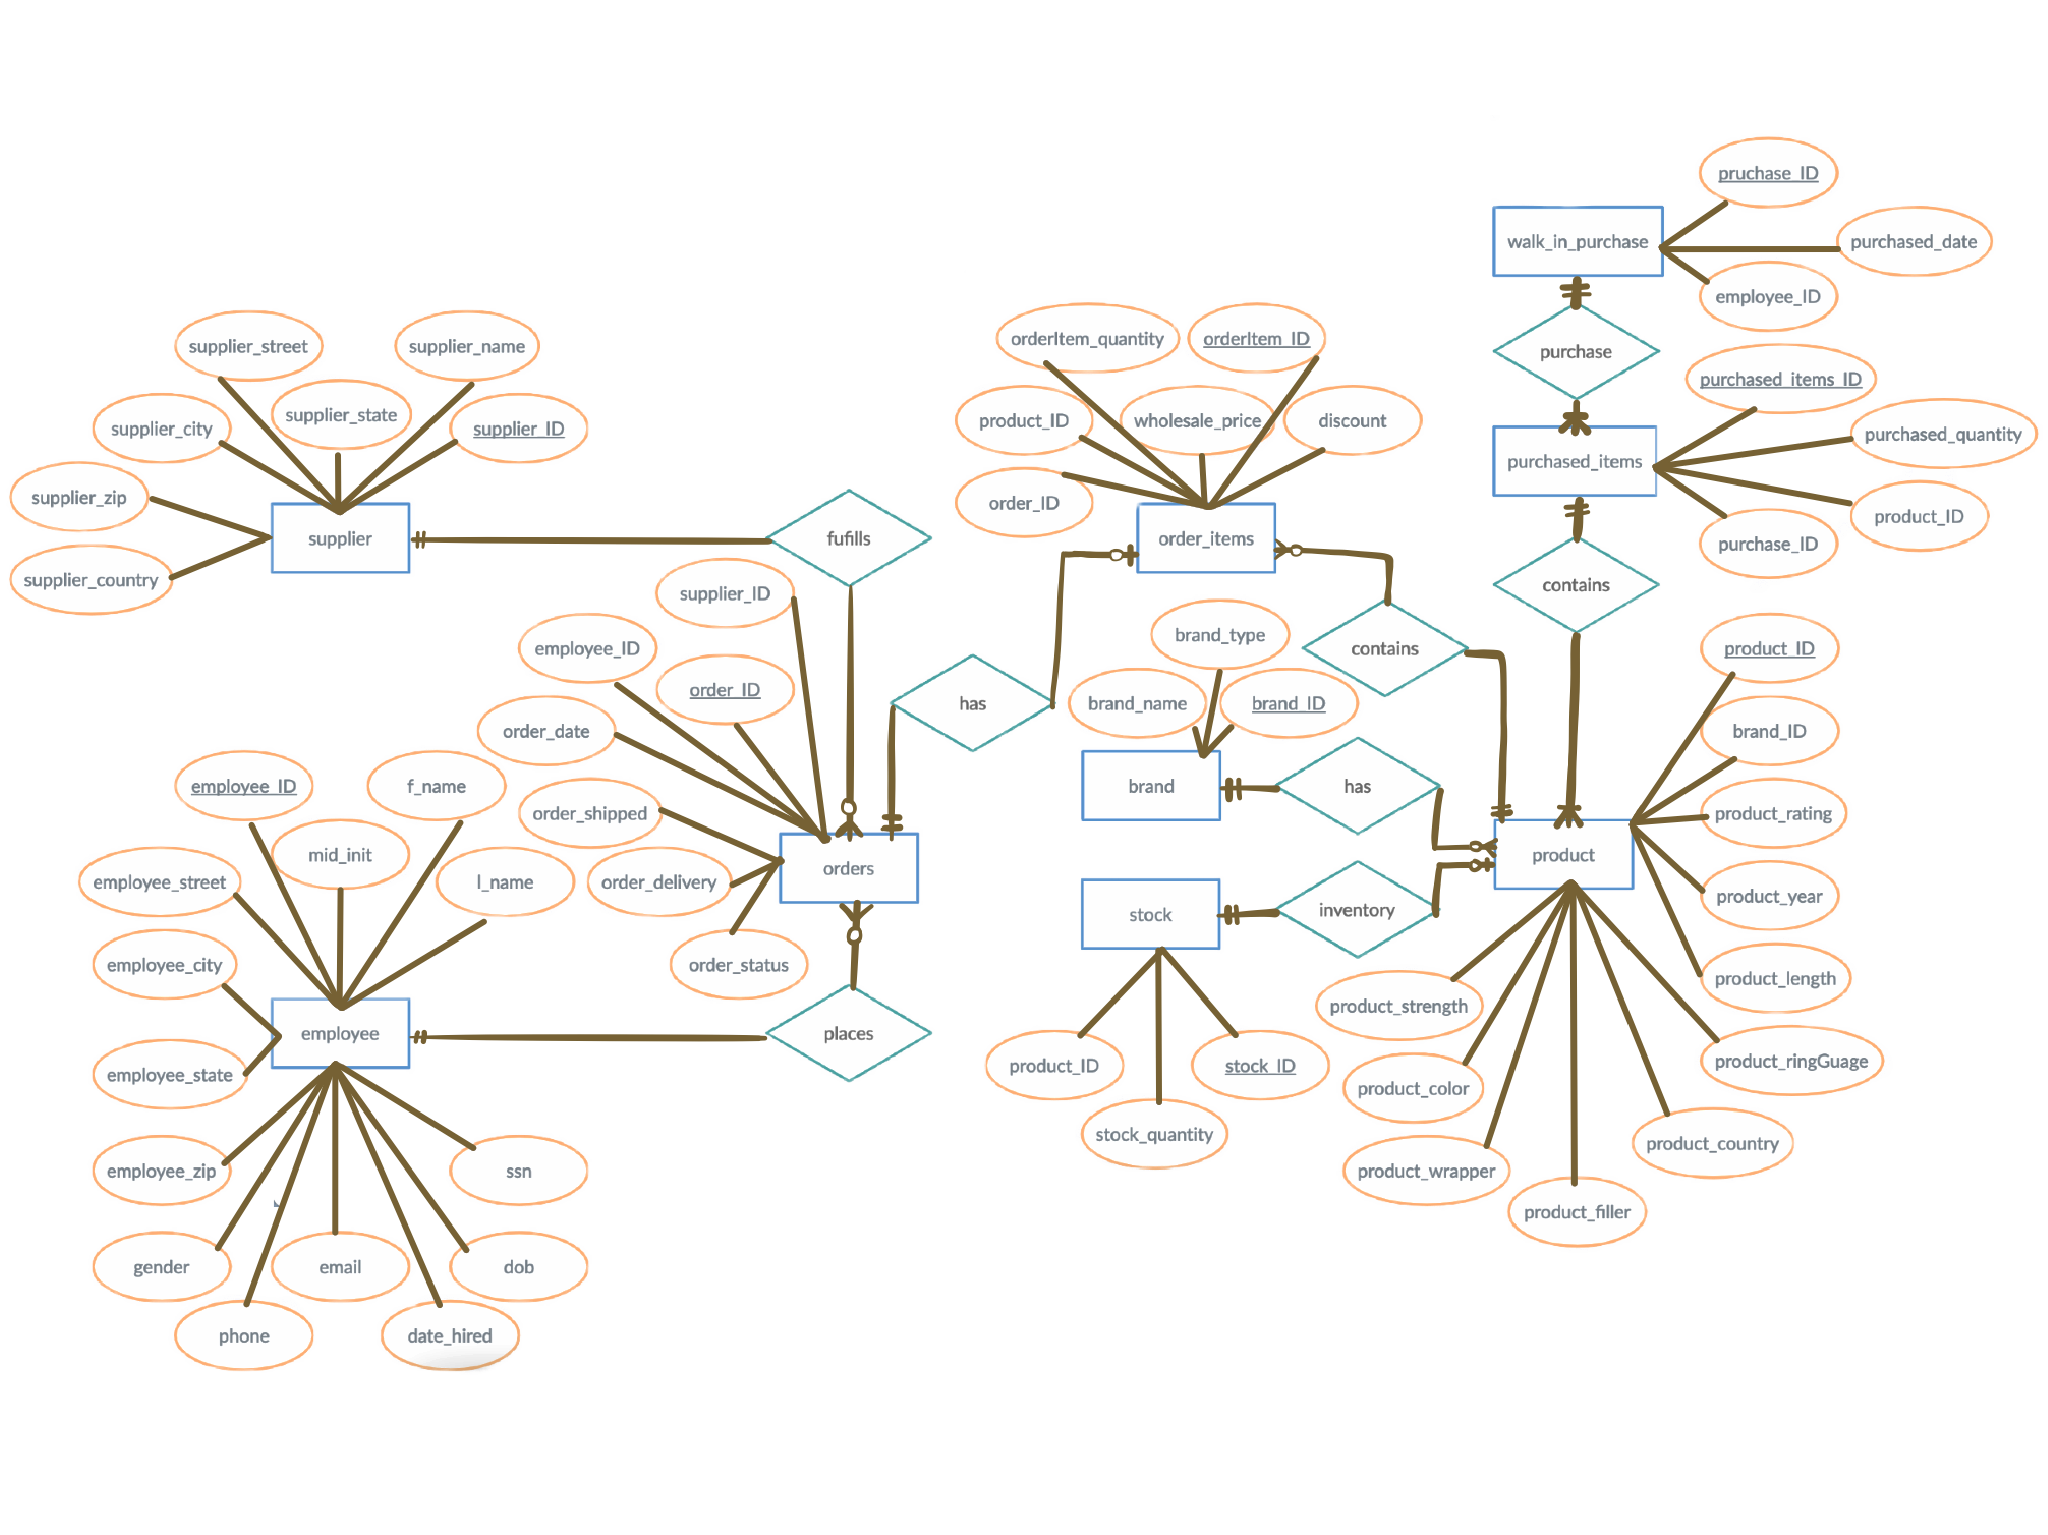 pruchase_ID
walk_in_purchase
purchased_date
employee_ID
purchase
purchased_items_ID
purchased_quantity
purchased_items
product_ID
purchase_ID
contains
supplier_street
supplier_name
supplier_state
supplier_city
supplier_ID
supplier_zip
supplier
supplier_country
fufills
orderItem_quantity
orderItem_ID
product_ID
wholesale_price
discount
order_ID
order_items
contains
supplier_ID
employee_ID
order_ID
order_date
order_shipped
order_delivery
orders
order_status
has
brand_type
brand_name
brand_ID
brand
has
stock
inventory
product_ID
stock_ID
stock_quantity
product_ID
brand_ID
product_rating
product
product_year
product_length
product_strength
product_ringGuage
product_color
product_country
product_wrapper
product_filler
employee_ID
f_name
mid_init
l_name
employee_street
employee_city
employee
places
employee_state
employee_zip
ssn
gender
email
dob
phone
date_hired